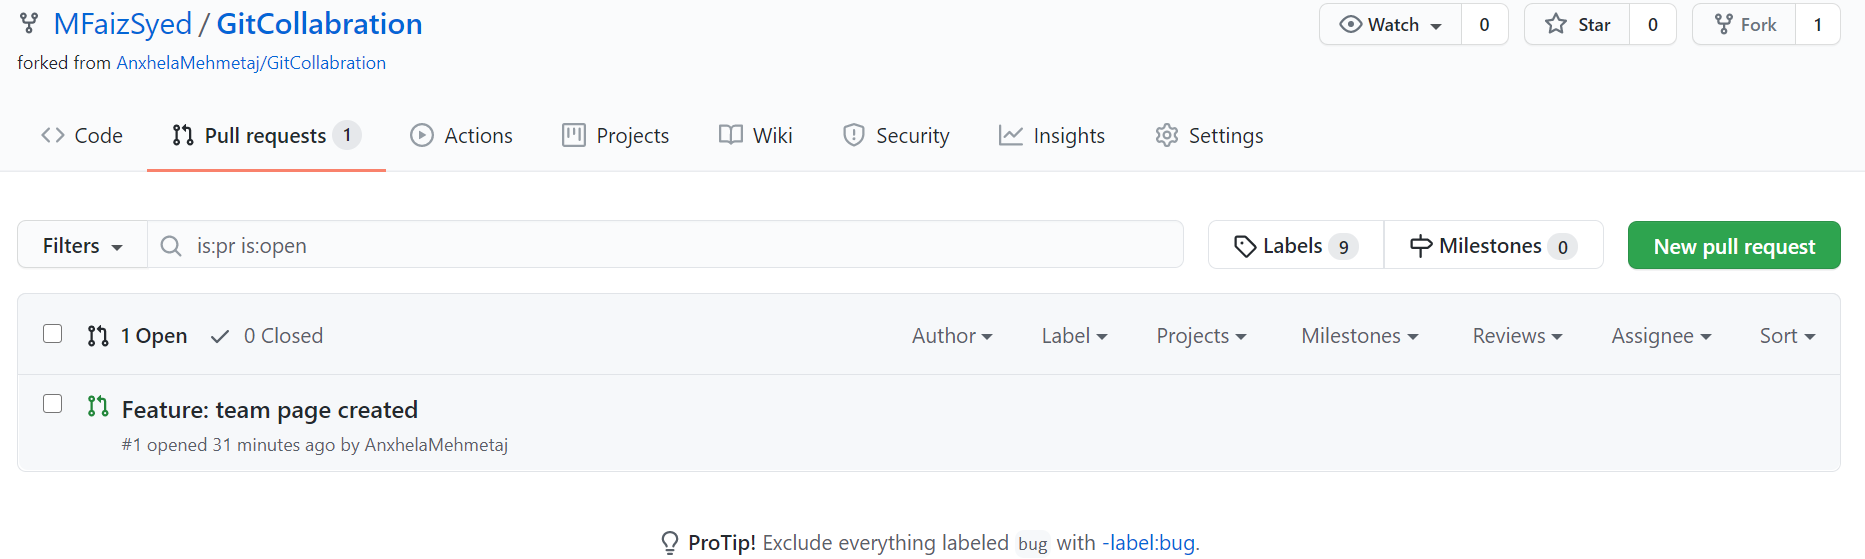 MFaizSyed / GitCollabration
Watch 0 Star 0 Fork 1
forked from AnxhelaMehmetaj/GitCollabration
Code Pull requests 1 Actions Projects Wiki Security Insights Settings
Filters is:pr is:open Labels 9 Milestones 0 New pull request
1 Open 0 Closed Author Label Projects Milestones Reviews Assignee Sort
Feature: team page created
#1 opened 31 minutes ago by AnxhelaMehmetaj
ProTip! Exclude everything labeled bug with -label:bug.